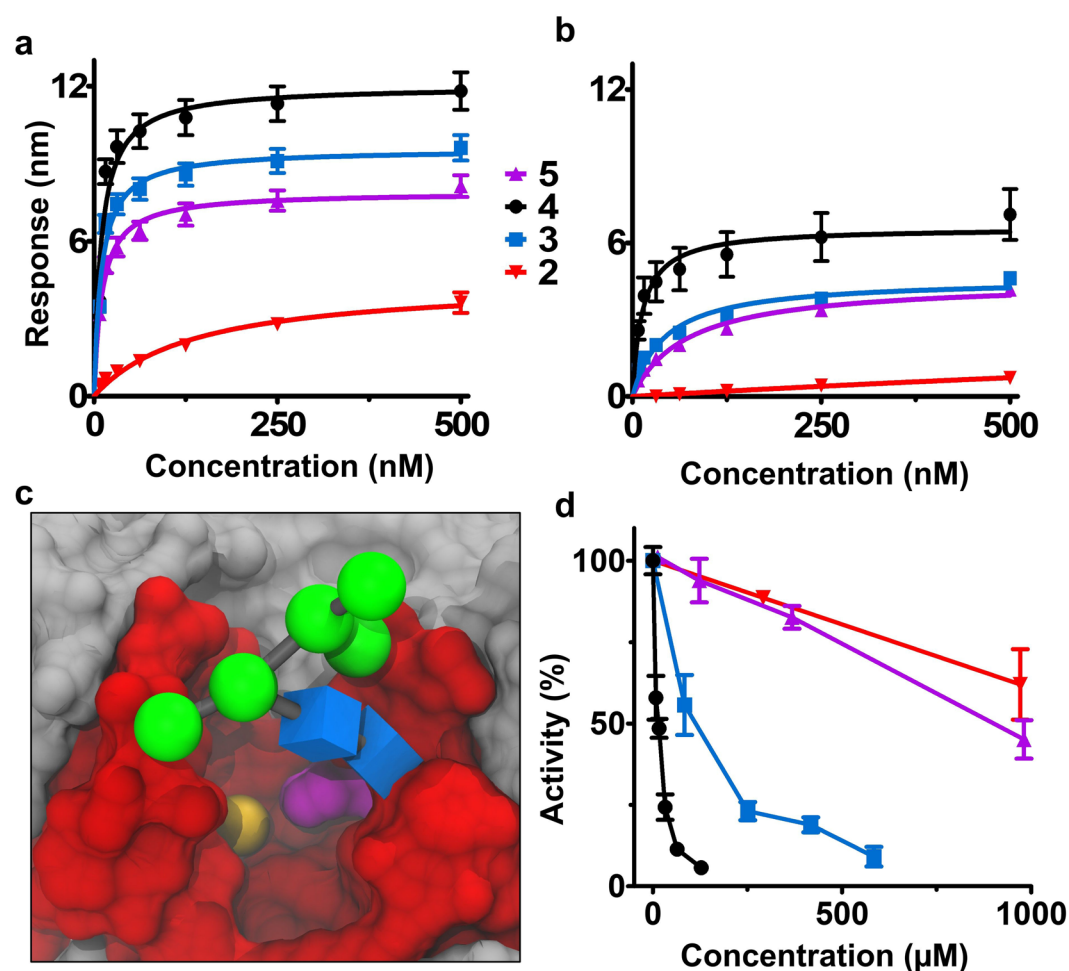 a
12
6
0
0
250
500
Response (nm)
Concentration (nM)
5
4
3
2
b
12
6
0
0
250
500
Concentration (nM)
c
d
100
50
0
0
500
1000
Activity (%)
Concentration (µM)